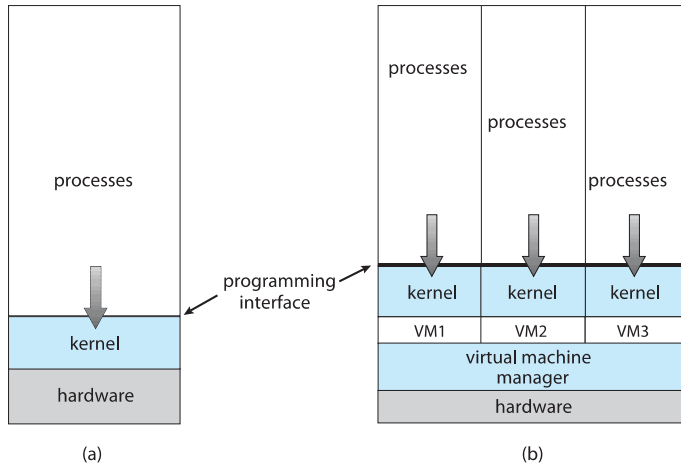 processes
kernel
hardware
(a)
programming
interface
processes
processes
processes
kernel
kernel
kernel
VM1
VM2
VM3
virtual machine
manager
hardware
(b)